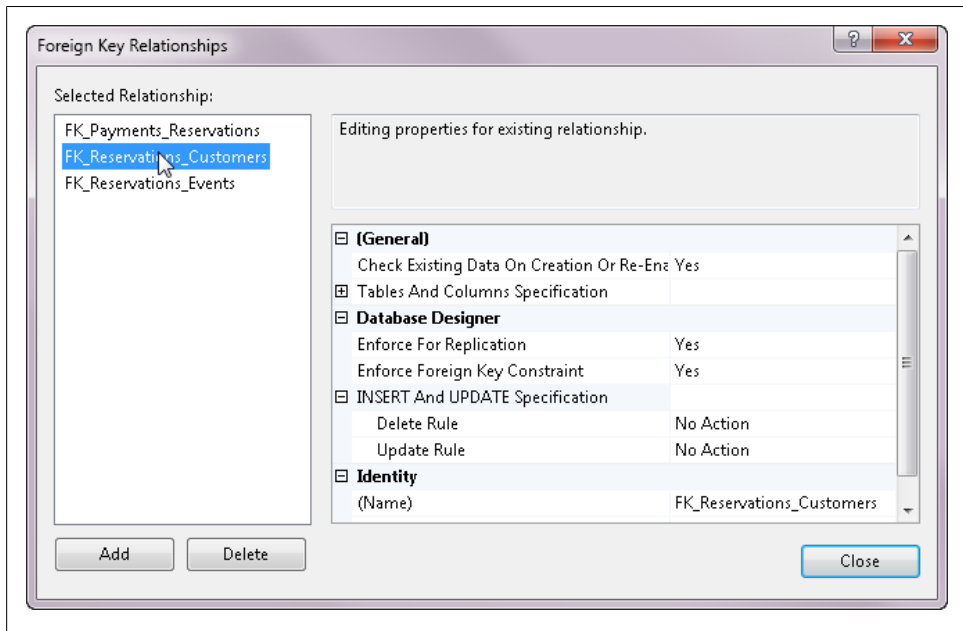 Foreign Key Relationships
Selected Relationship:
FK_Payments_Reservations
FK_Reservations_Customers
FK_Reservations_Events
Editing properties for existing relationship.
(General)
Check Existing Data On Creation Or Re-Ena Yes
Tables And Columns Specification
Database Designer
Enforce For Replication Yes
Enforce Foreign Key Constraint Yes
INSERT And UPDATE Specification
Delete Rule No Action
Update Rule No Action
Identity
(Name) FK_Reservations_Customers
Add Delete
Close